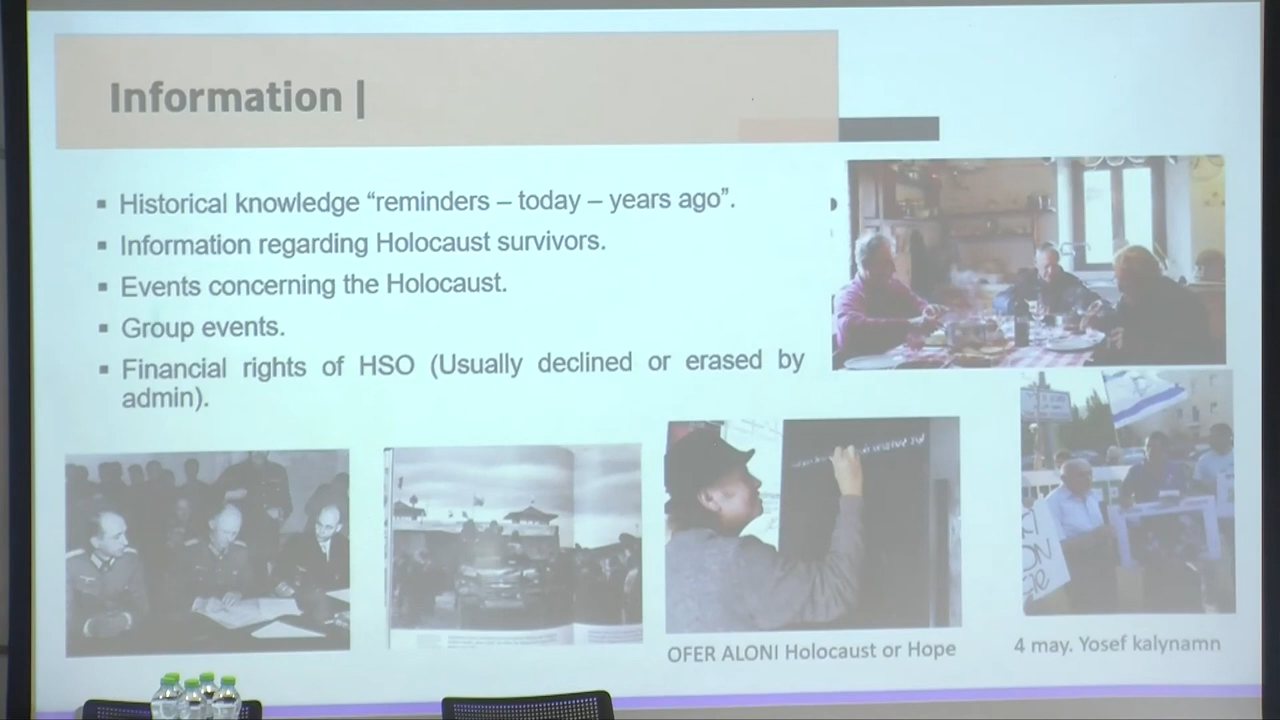 Information |
Historical knowledge “reminders – today – years ago”.
Information regarding Holocaust survivors.
Events concerning the Holocaust.
Group events.
Financial rights of HSO (Usually declined or erased by
admin).
OFER ALONI Holocaust or Hope
4 may. Yosef kalynamn